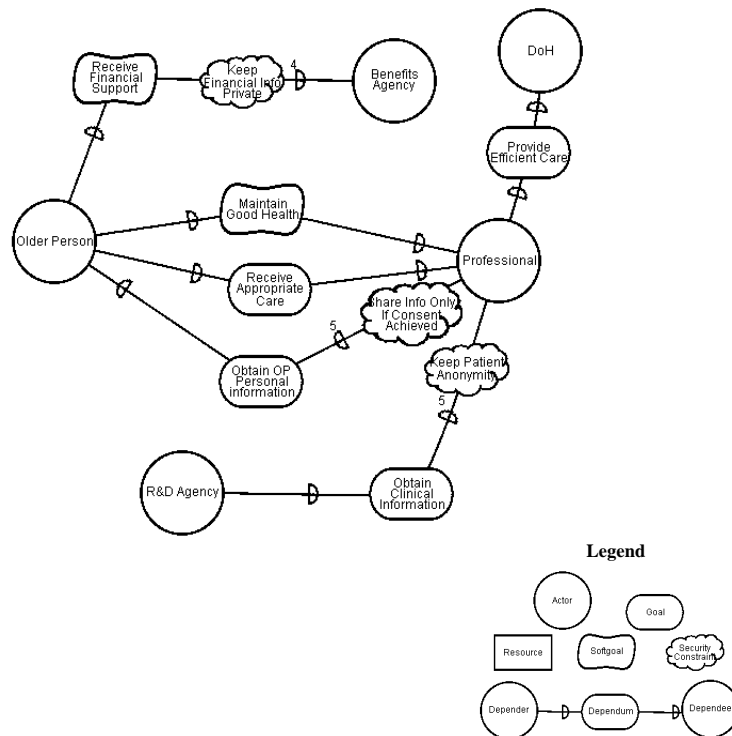 DoH
Receive
Financial
Support
Keep
Financial Info
Private
4
Benefits
Agency
Provide
Efficient Care
Maintain
Good Health
Older Person
Professional
Receive
Appropriate
Care
Share Info Only
If Consent
Achieved
5
Obtain OP
Personal
information
Keep Patient
Anonymity
5
R&D Agency
Obtain
Clinical
Information
Legend
Actor
Goal
Resource
Softgoal
Security
Constraint
Depender
Dependum
Dependee